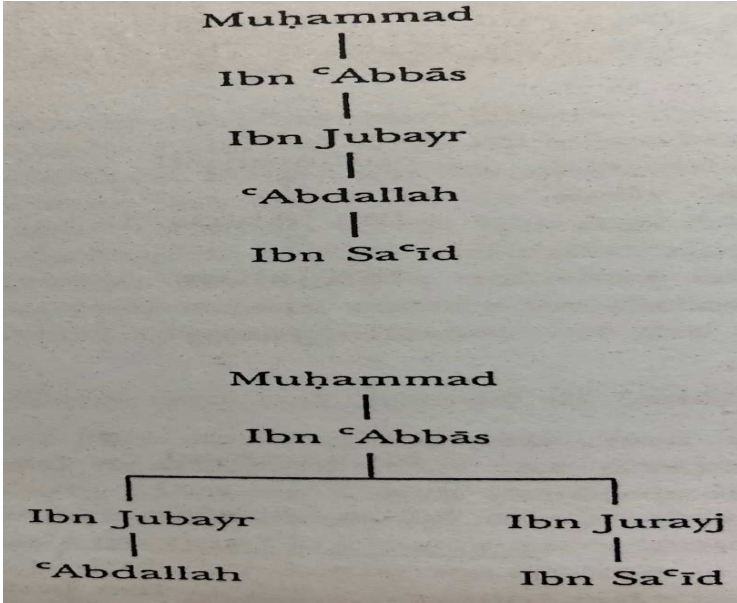 Muḥammad
Ibn ᶜAbbās
Ibn Jubayr
ᶜAbdallah
Ibn Saᶜīd
Muḥammad
Ibn ᶜAbbās
Ibn Jubayr Ibn Jurayj
ᶜAbdallah Ibn Saᶜīd